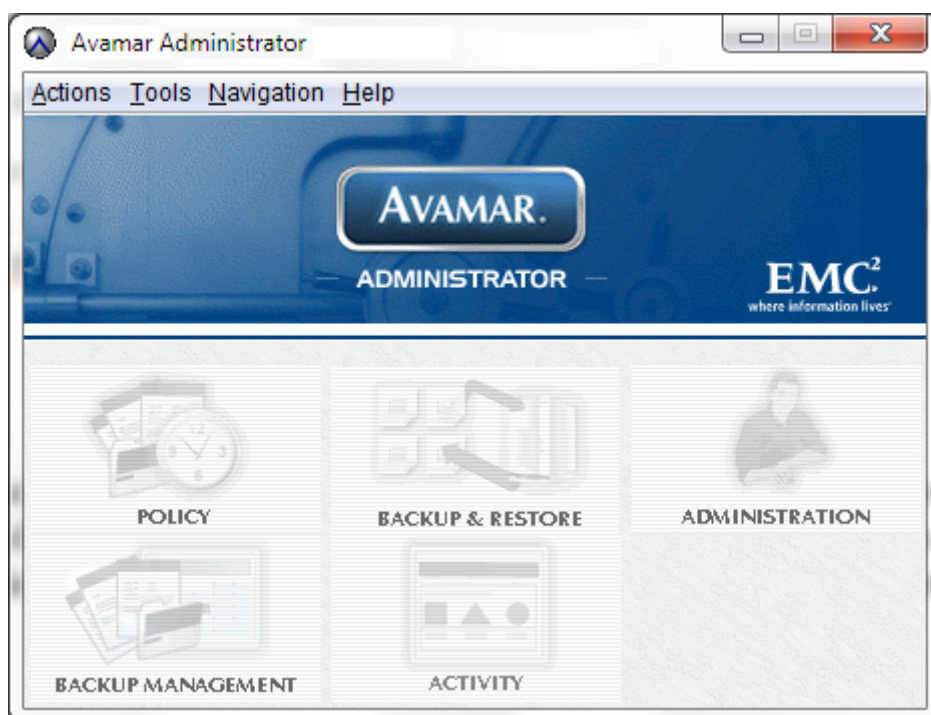 Avamar Administrator
Actions Tools Navigation Help
AVAMAR.
ADMINISTRATOR
EMC²
where information lives
POLICY
BACKUP & RESTORE
ADMINISTRATION
BACKUP MANAGEMENT
ACTIVITY